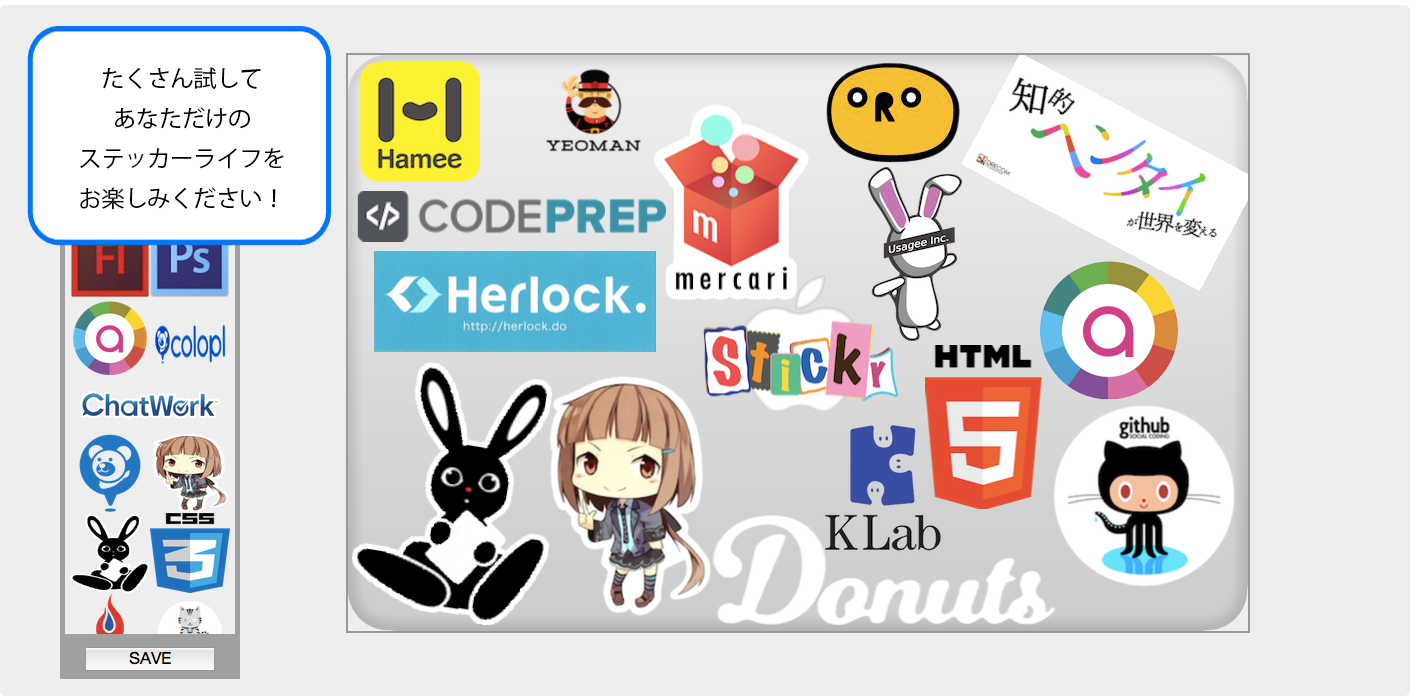 たくさん試して
あなただけの
ステッカーライフを
お楽しみください！
Fl
Ps
a
colopl
ChatWork
CSS
3
SAVE
Hamee
YEOMAN
</> CODEPREP
m
mercari
Herlock.
http://herlock.do
ORO
Usagee Inc.
知的
ヘンタイ
が世界を変える
DRECOM
Sticky
a
HTML
5
github
SOCIAL CODING
KLab
Donuts